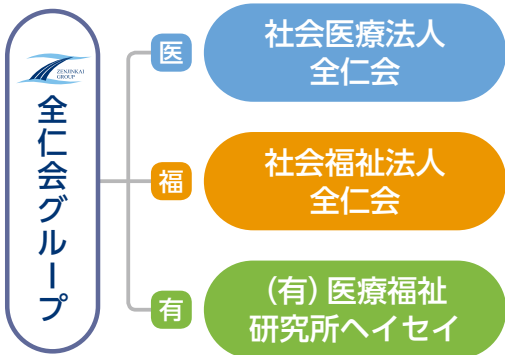 ZENJINKAI
GROUP
全仁会グループ
医
社会医療法人
全仁会
福
社会福祉法人
全仁会
有
(有)医療福祉
研究所ヘイセイ